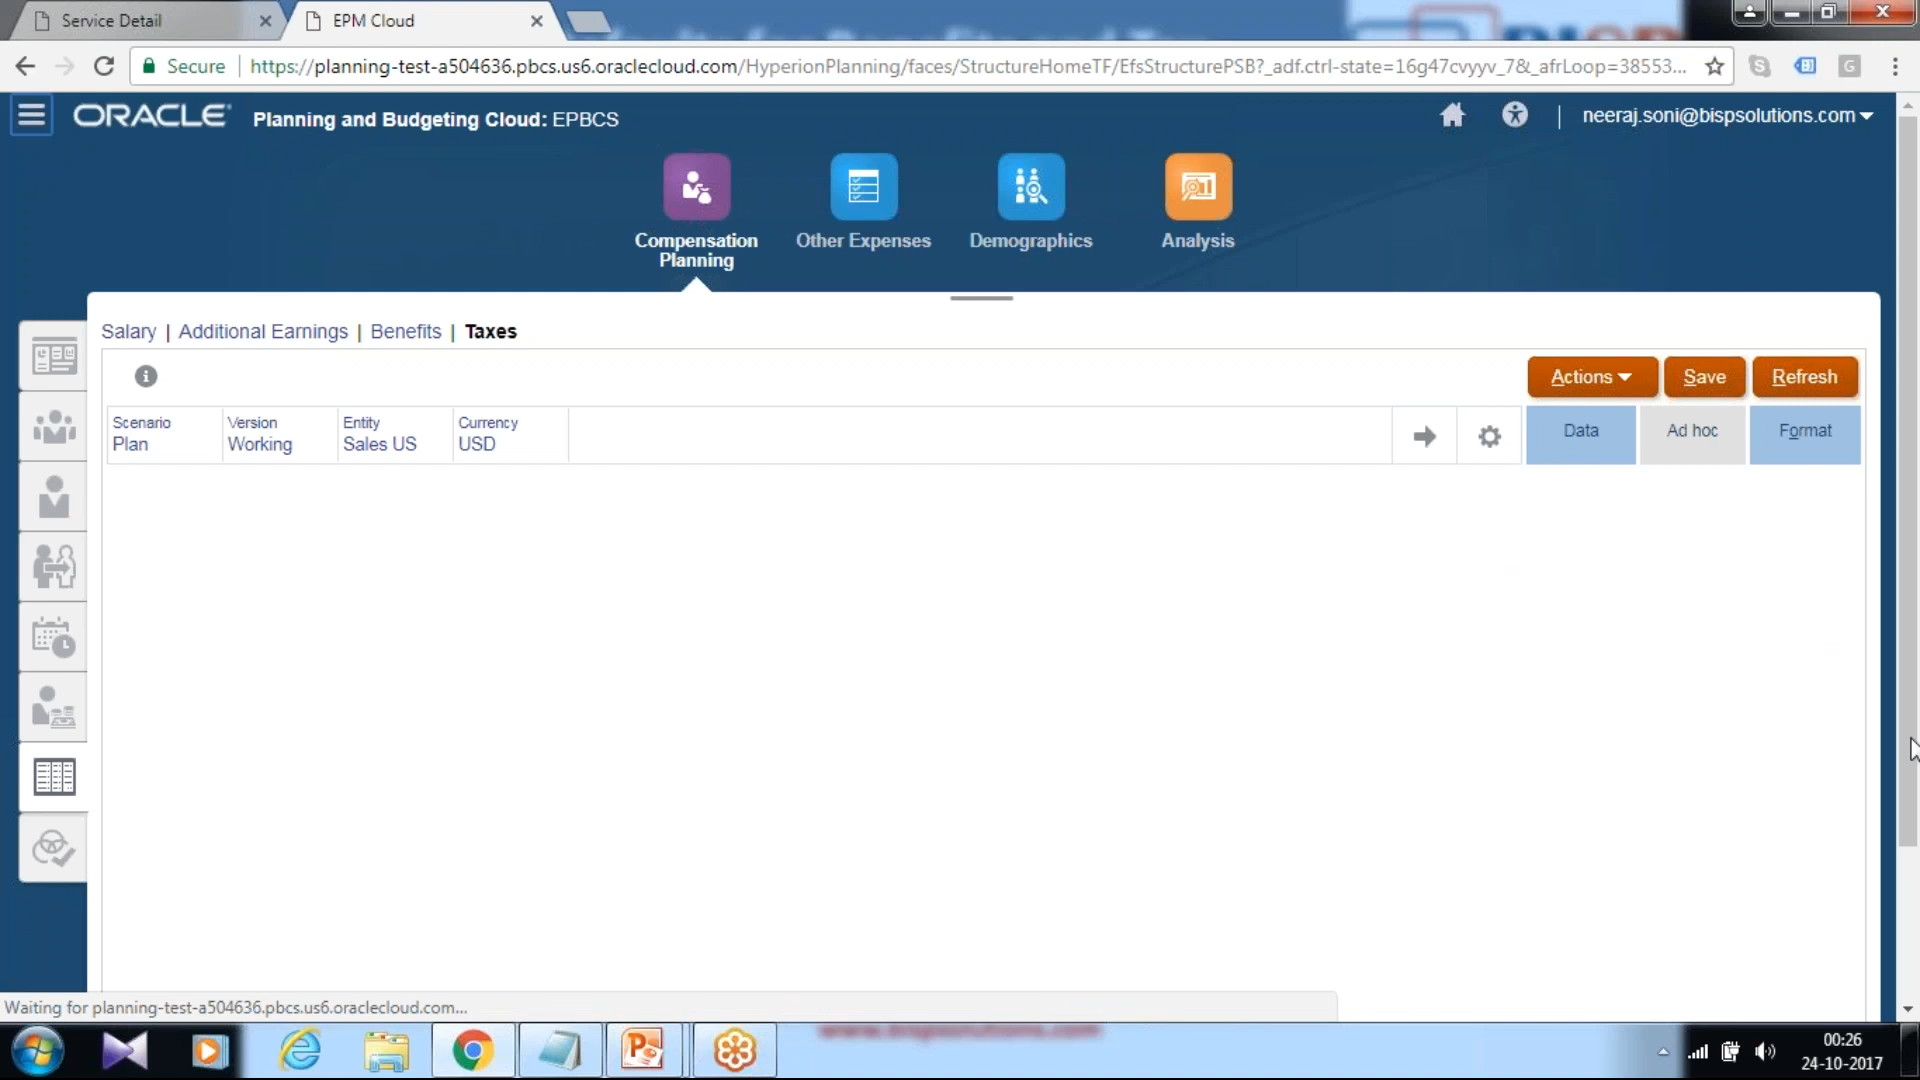 Service Detail
EPM Cloud
Secure
https://planning-test-a504636.pbcs.us6.oraclecloud.com/HyperionPlanning/faces/StructureHomeTF/EfsStructurePSB?_adf.ctrl-state=16g47cvyyv_7&_afrLoop=38553...
ORACLE Planning and Budgeting Cloud: EPBCS
neeraj.soni@bispsolutions.com
Compensation
Planning
Other Expenses
Demographics
Analysis
Salary | Additional Earnings | Benefits | Taxes
Actions
Save
Refresh
Scenario
Plan
Version
Working
Entity
Sales US
Currency
USD
Data
Ad hoc
Format
Waiting for planning-test-a504636.pbcs.us6.oraclecloud.com...
www.bispsolutions.com
00:26
24-10-2017